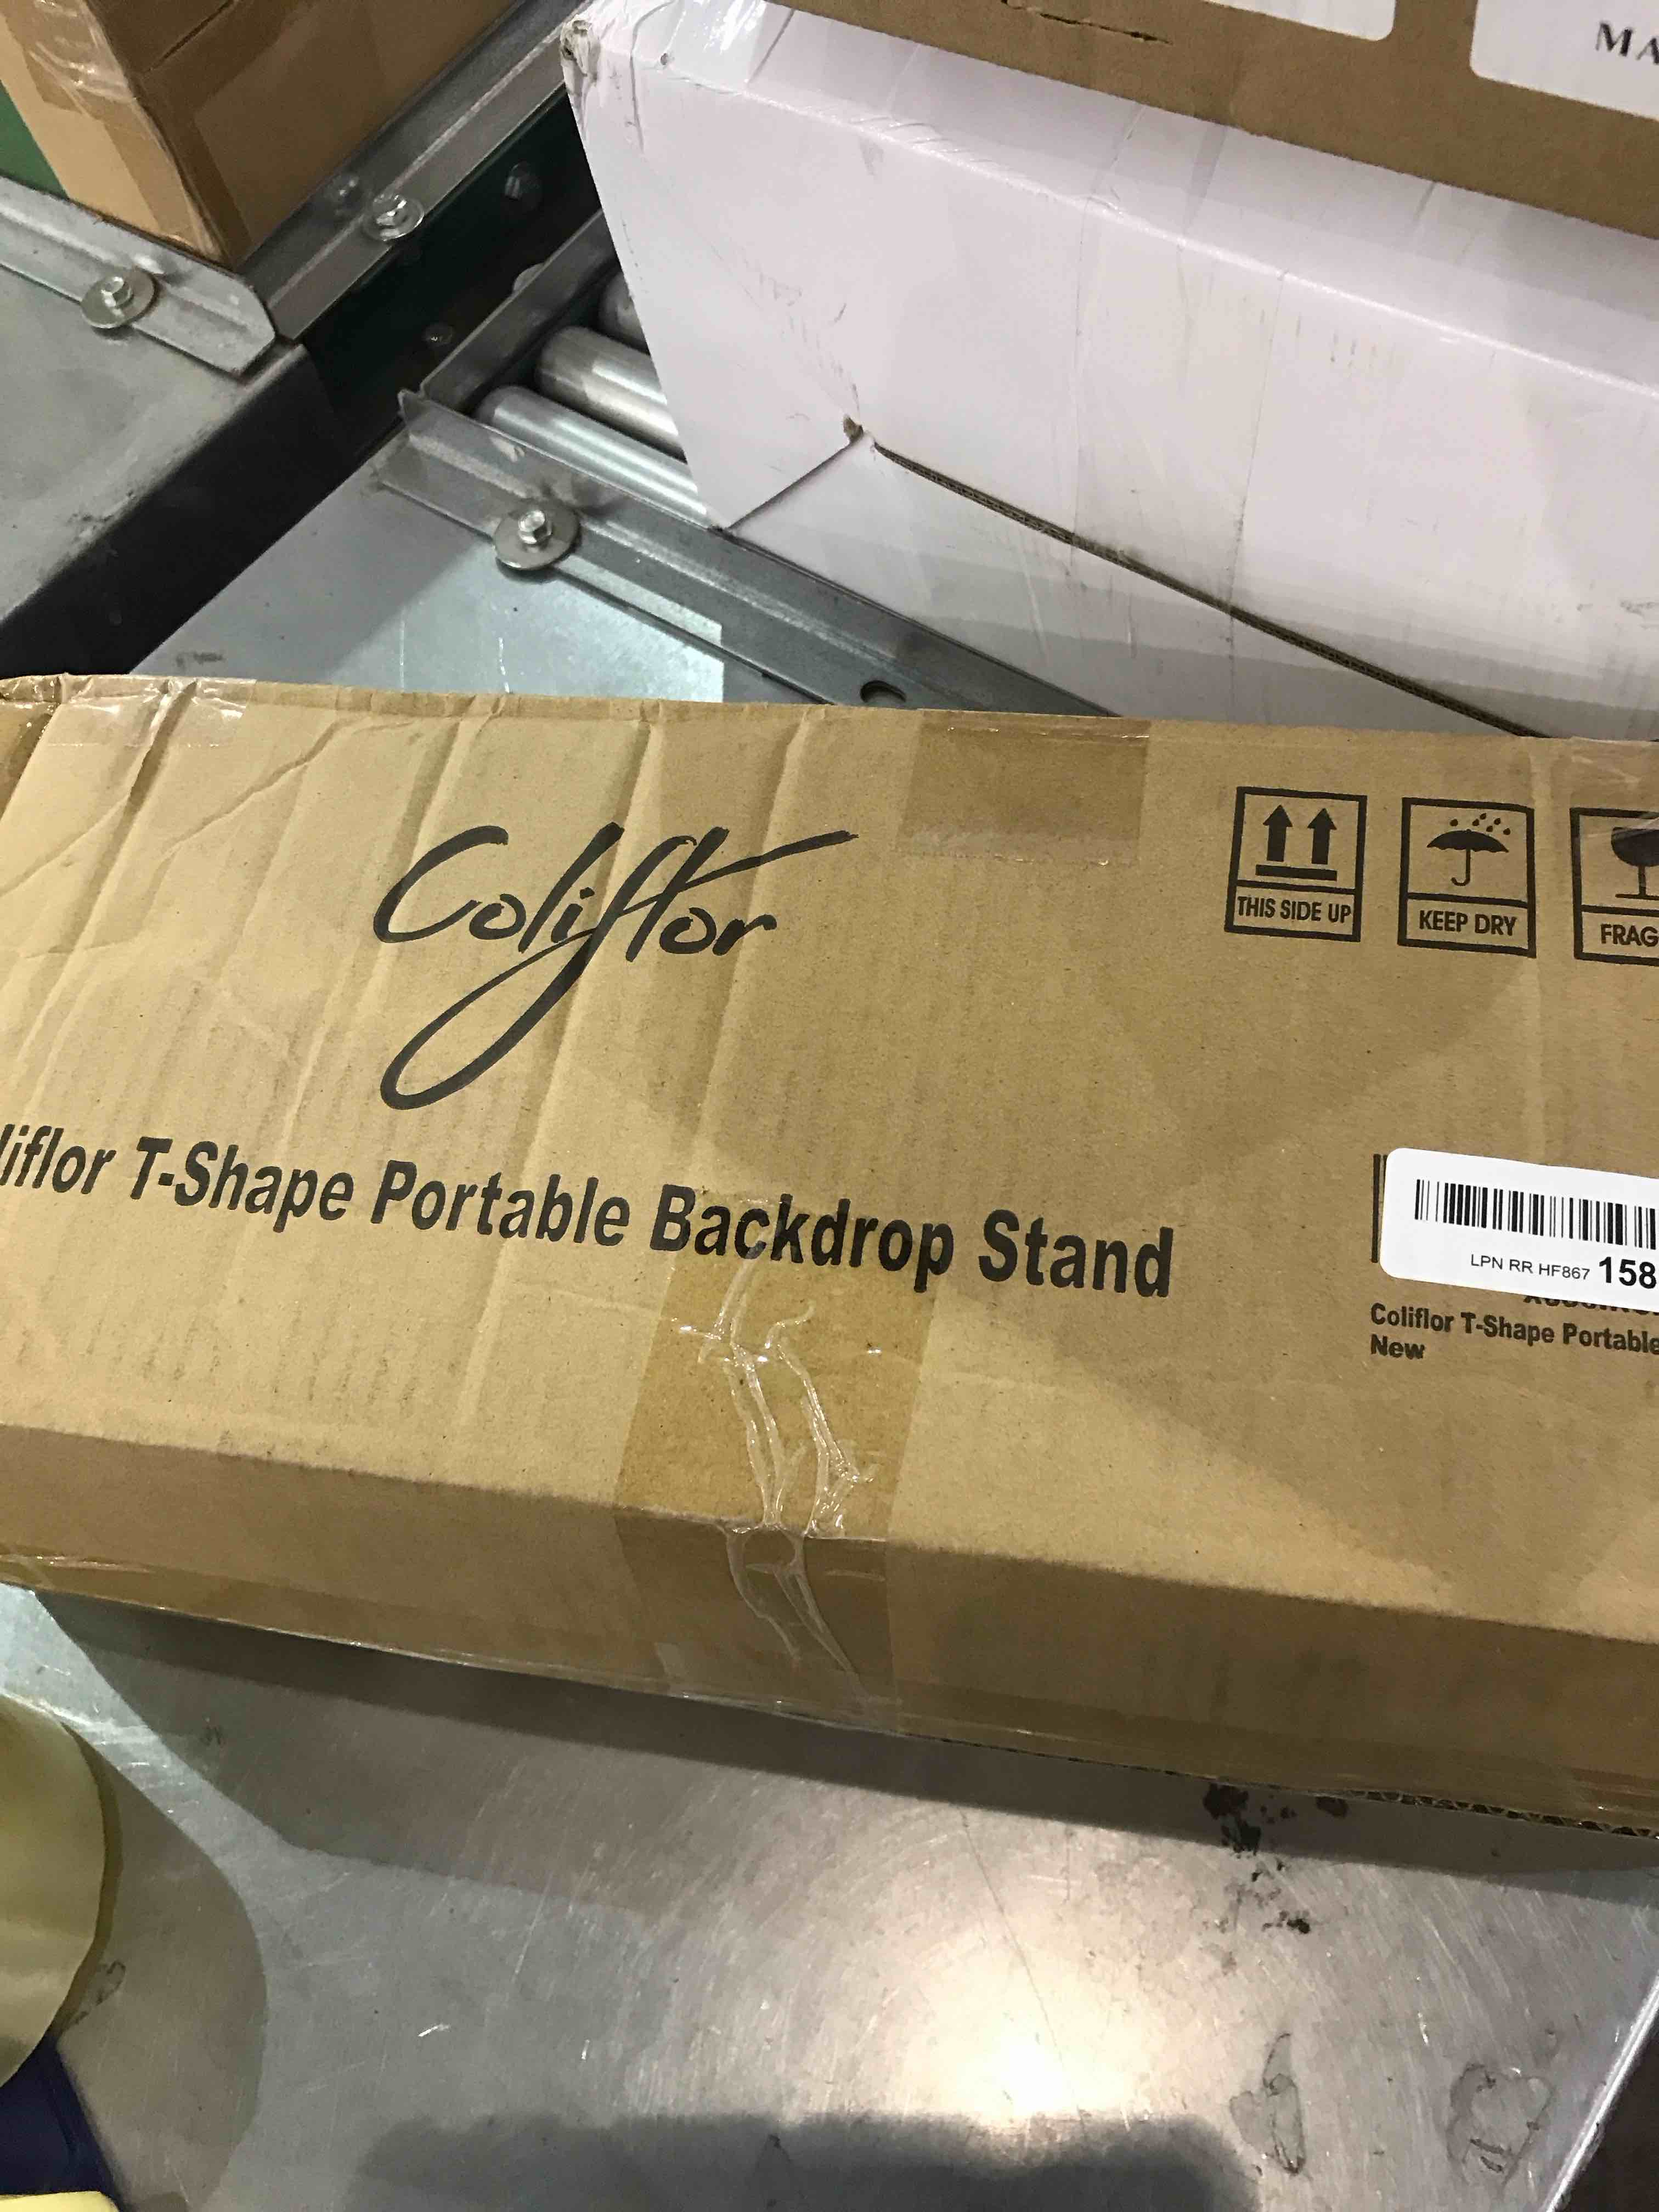 MA
Coliflor
THIS SIDE UP
KEEP DRY
FRAG
liflor T-Shape Portable Backdrop Stand
LPN RR HF867 158
Coliflor T-Shape Portable
New